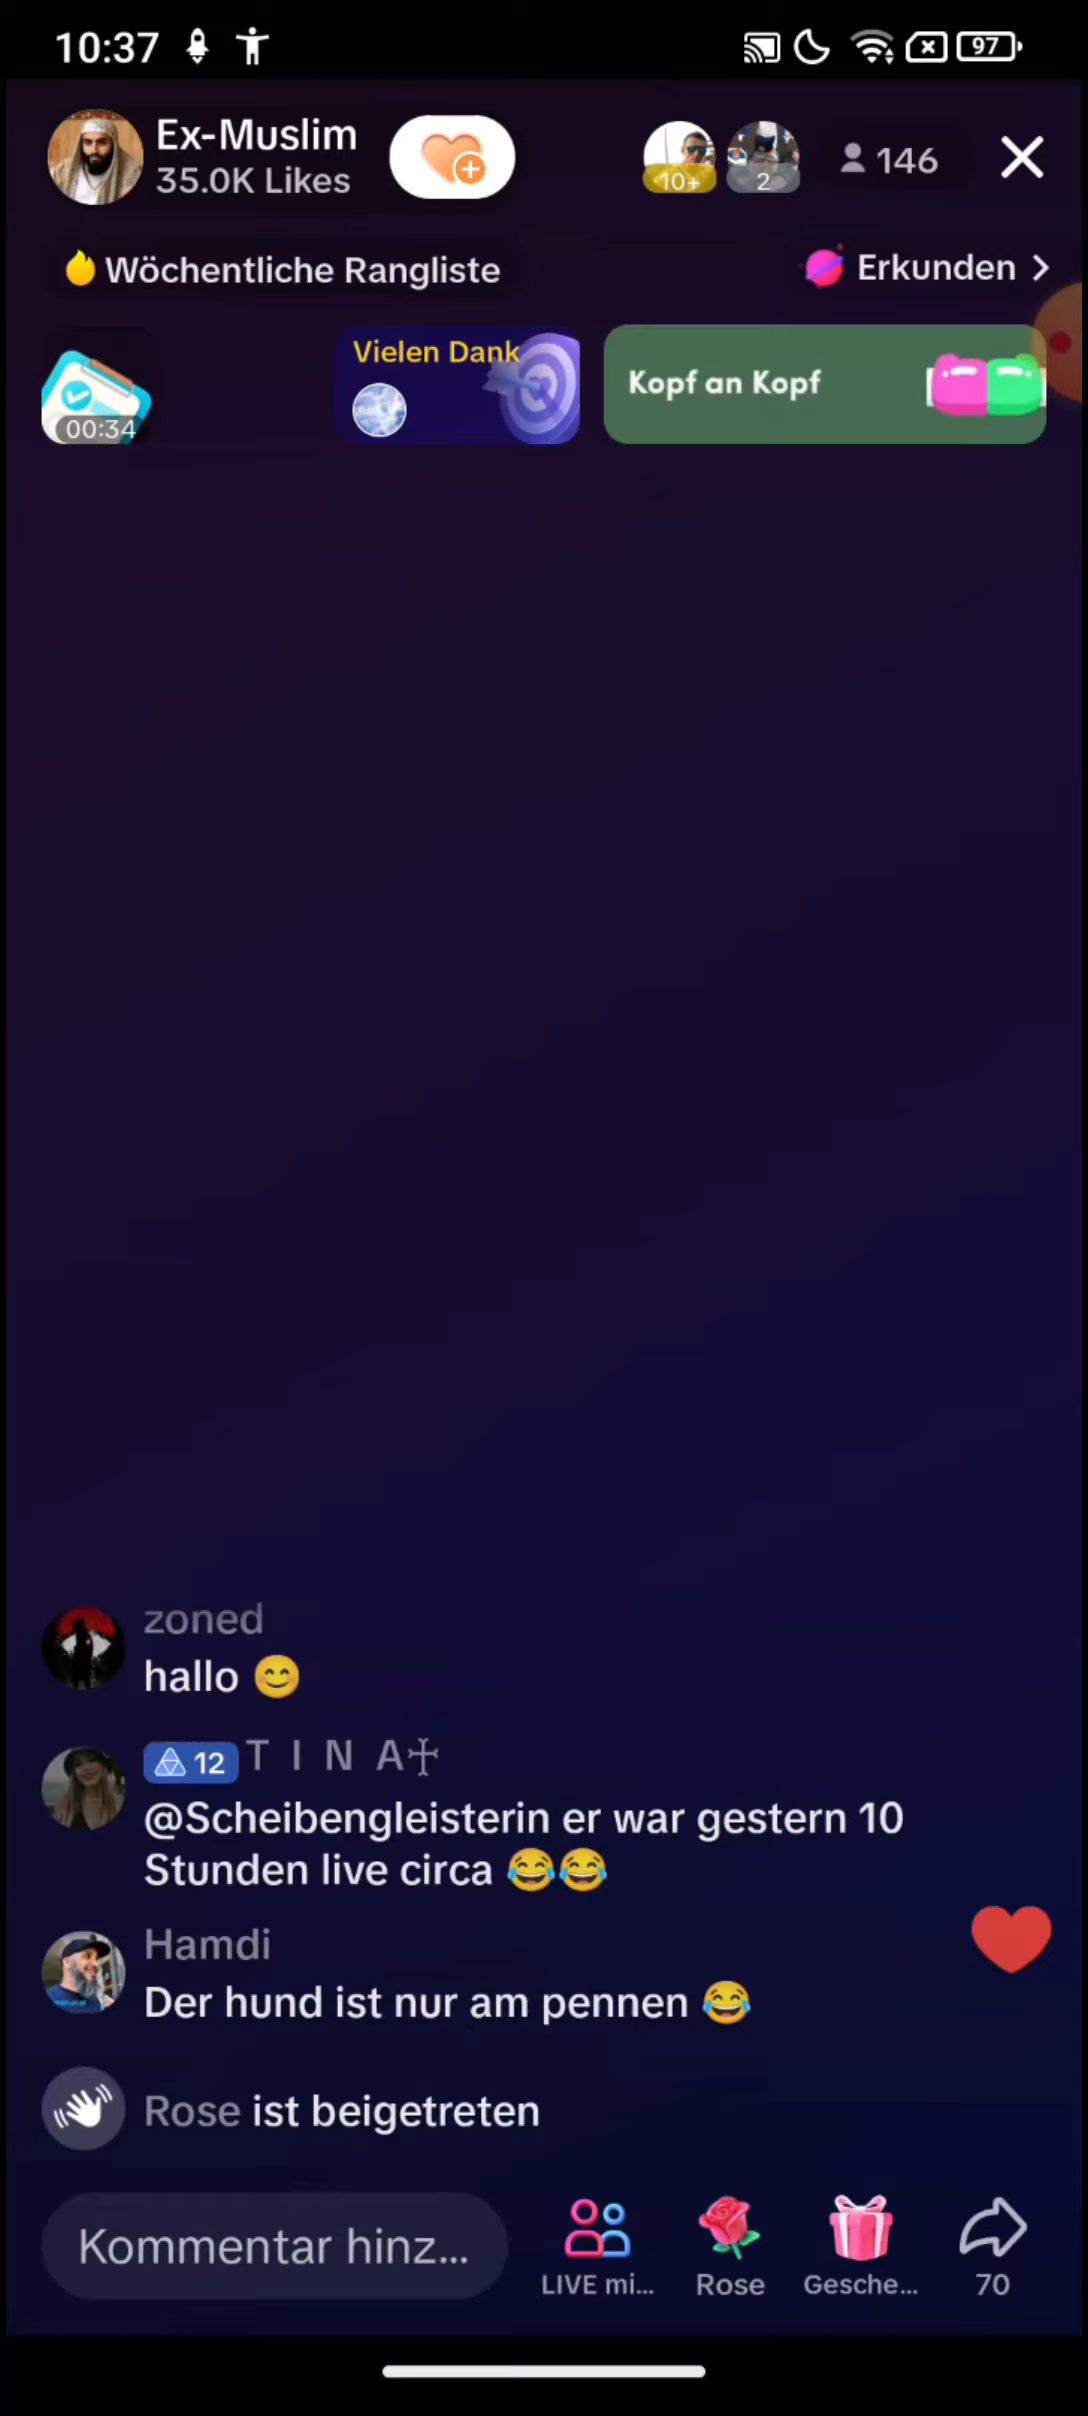 10:37
97
Ex-Muslim
35.0K Likes
10+
2
146
Wöchentliche Rangliste
Erkunden >
00:34
Vielen Dank
Kopf an Kopf
zoned
hallo 😊
12 T I N A☩
@Scheibengleisterin er war gestern 10
Stunden live circa 😂😂
Hamdi
Der hund ist nur am pennen 😂
Rose ist beigetreten
Kommentar hinz...
LIVE mi...
Rose
Gesche...
70